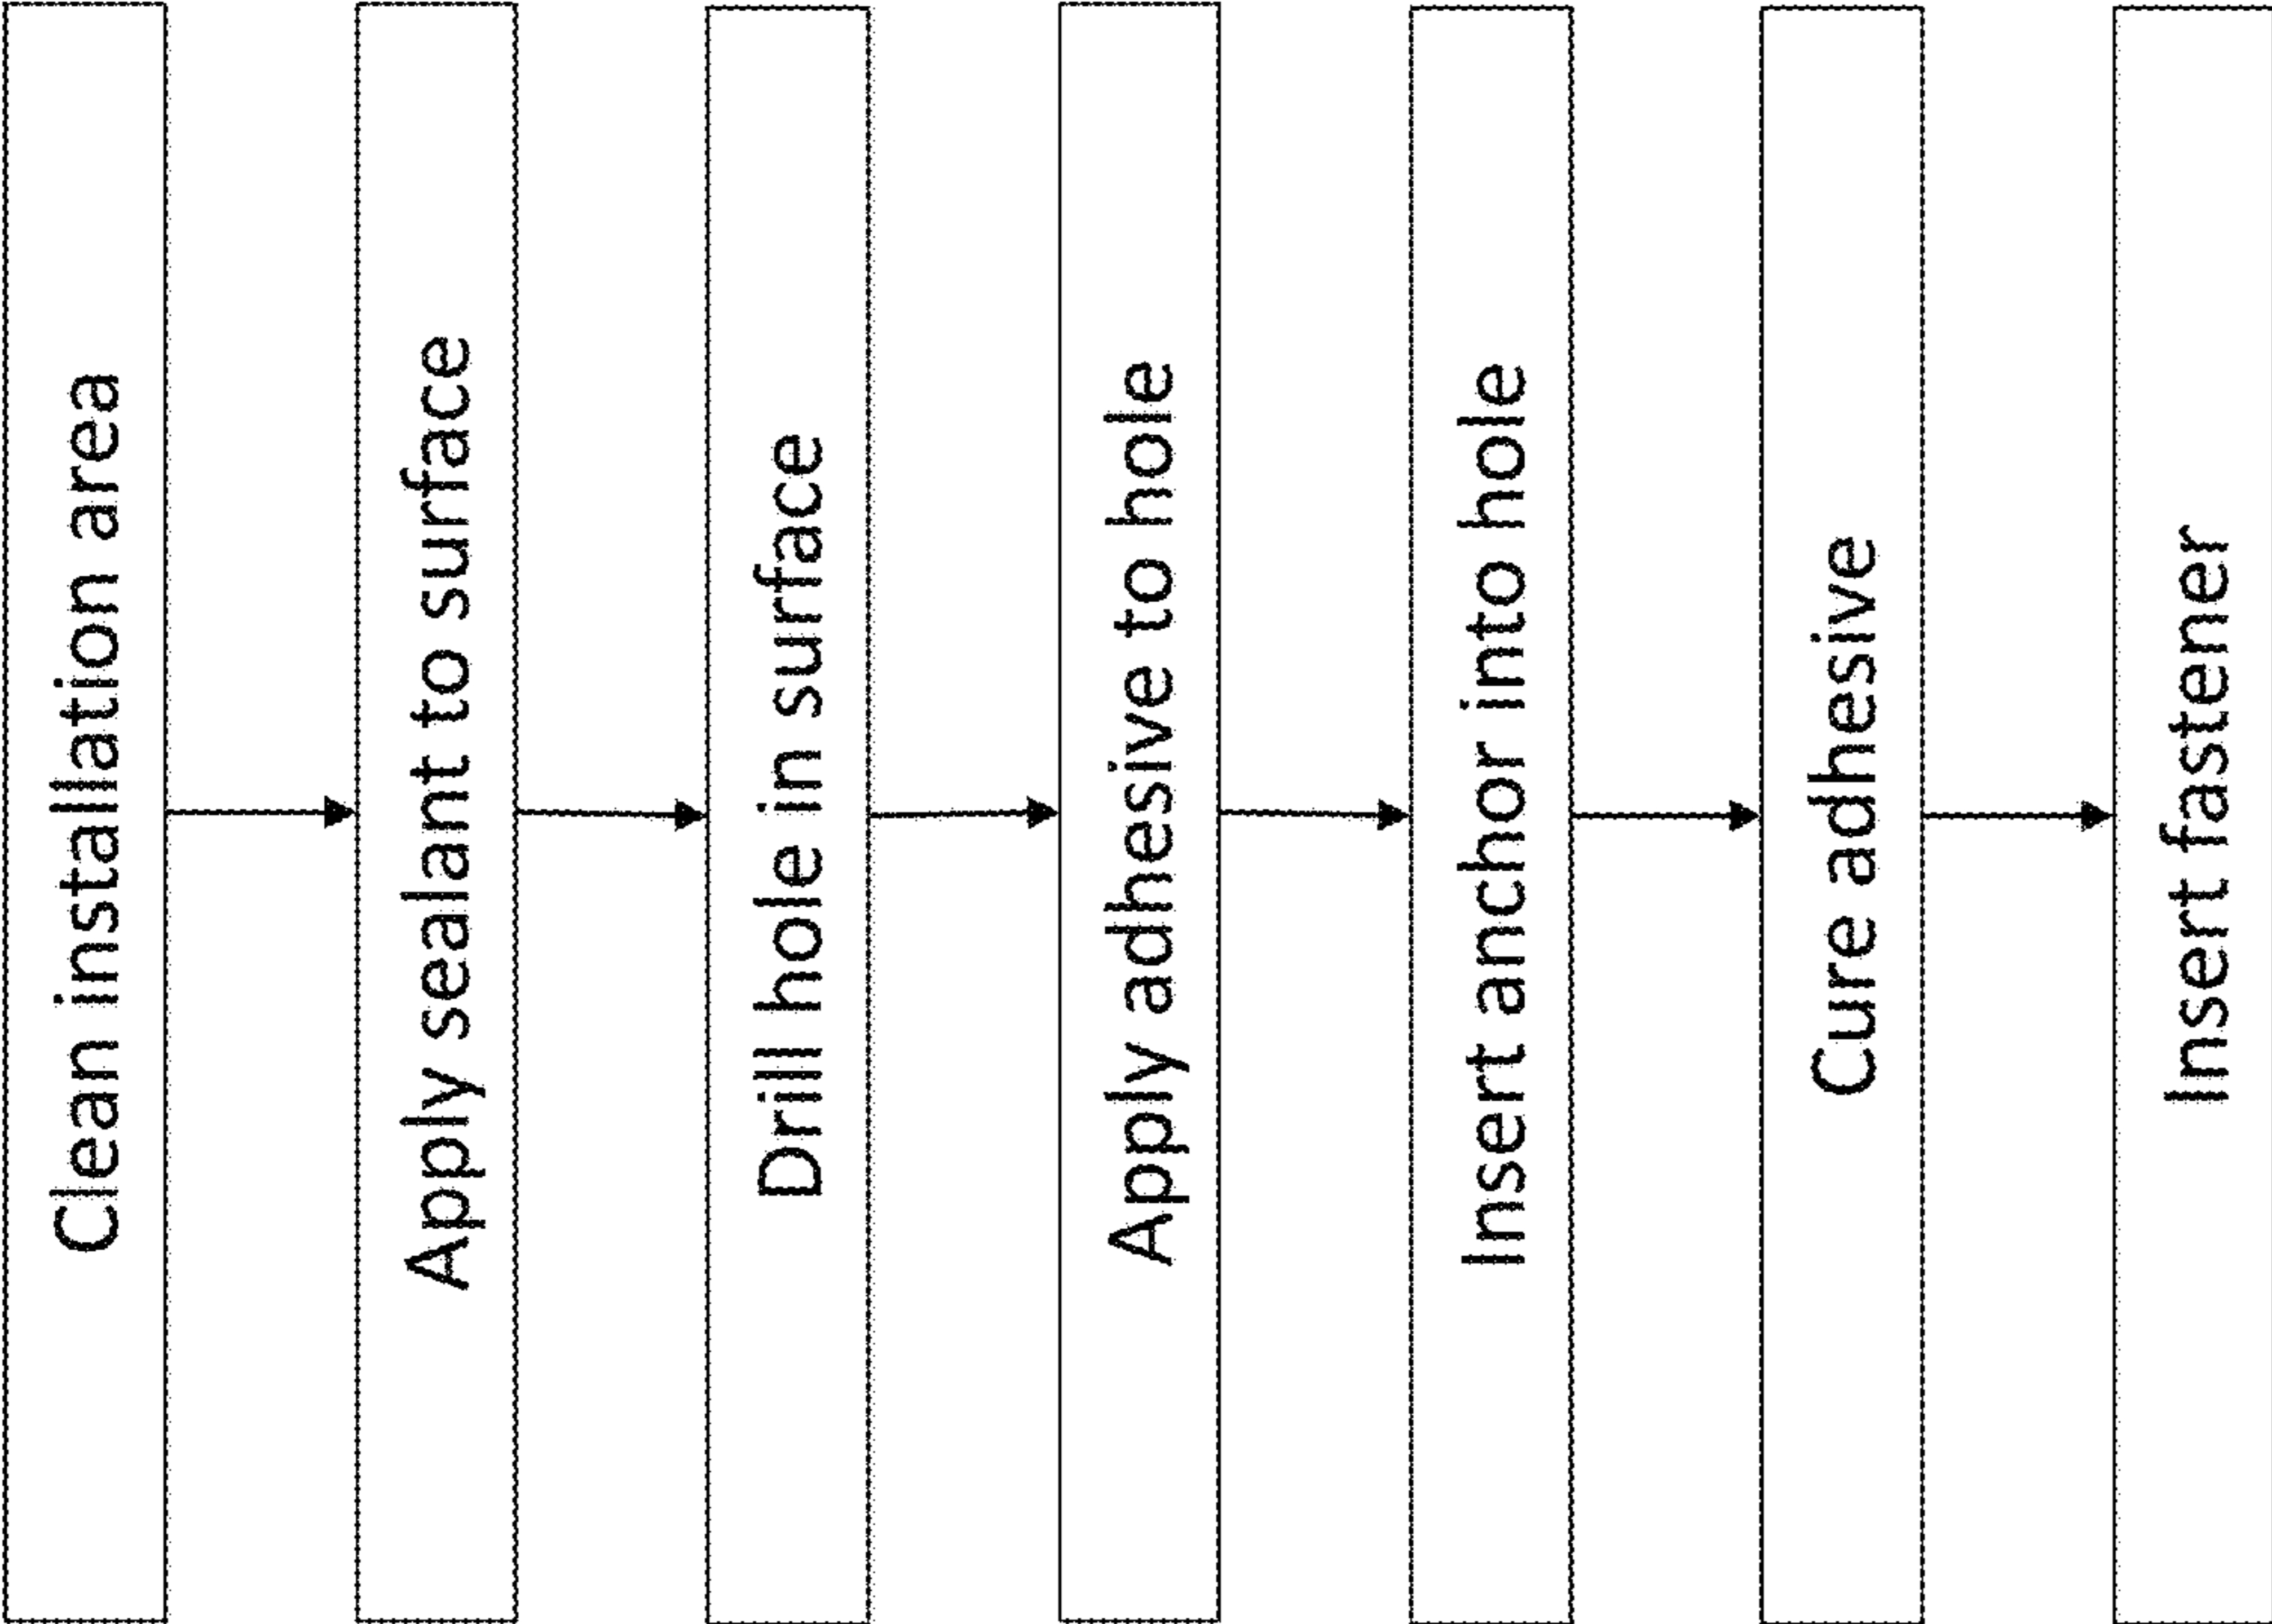 Clean installation area
Apply sealant to surface
Drill hole in surface
Apply adhesive to hole
Insert anchor into hole
Cure adhesive
Insert fastener